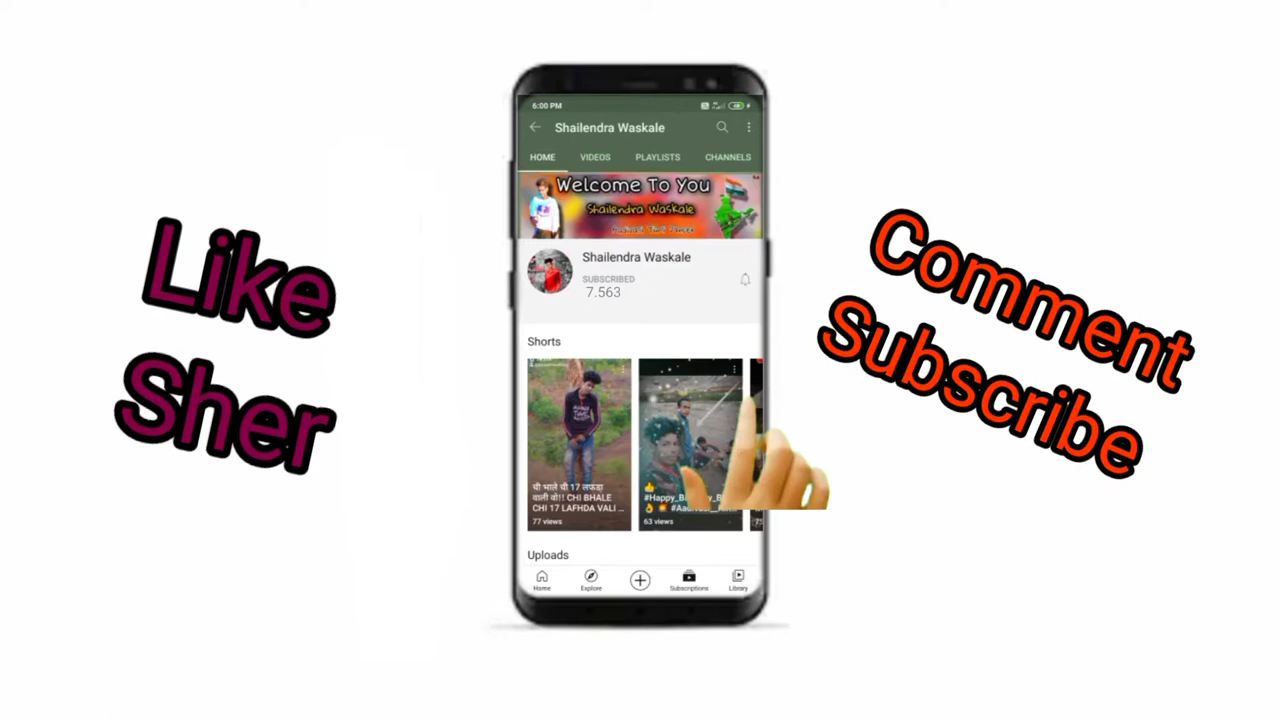 Like
Sher
6:00 PM
Shailendra Waskale
HOME VIDEOS PLAYLISTS CHANNELS
Welcome To You
Shailendra Waskale
Shailendra Waskale
SUBSCRIBED
7.563
Shorts
ची भाले ची 17 लफडा
वाली वो!! CHI BHALE
CHI 17 LAFHDA VALI ...
77 views
63 views
Uploads
Home Explore Subscriptions Library
Comment
Subscribe